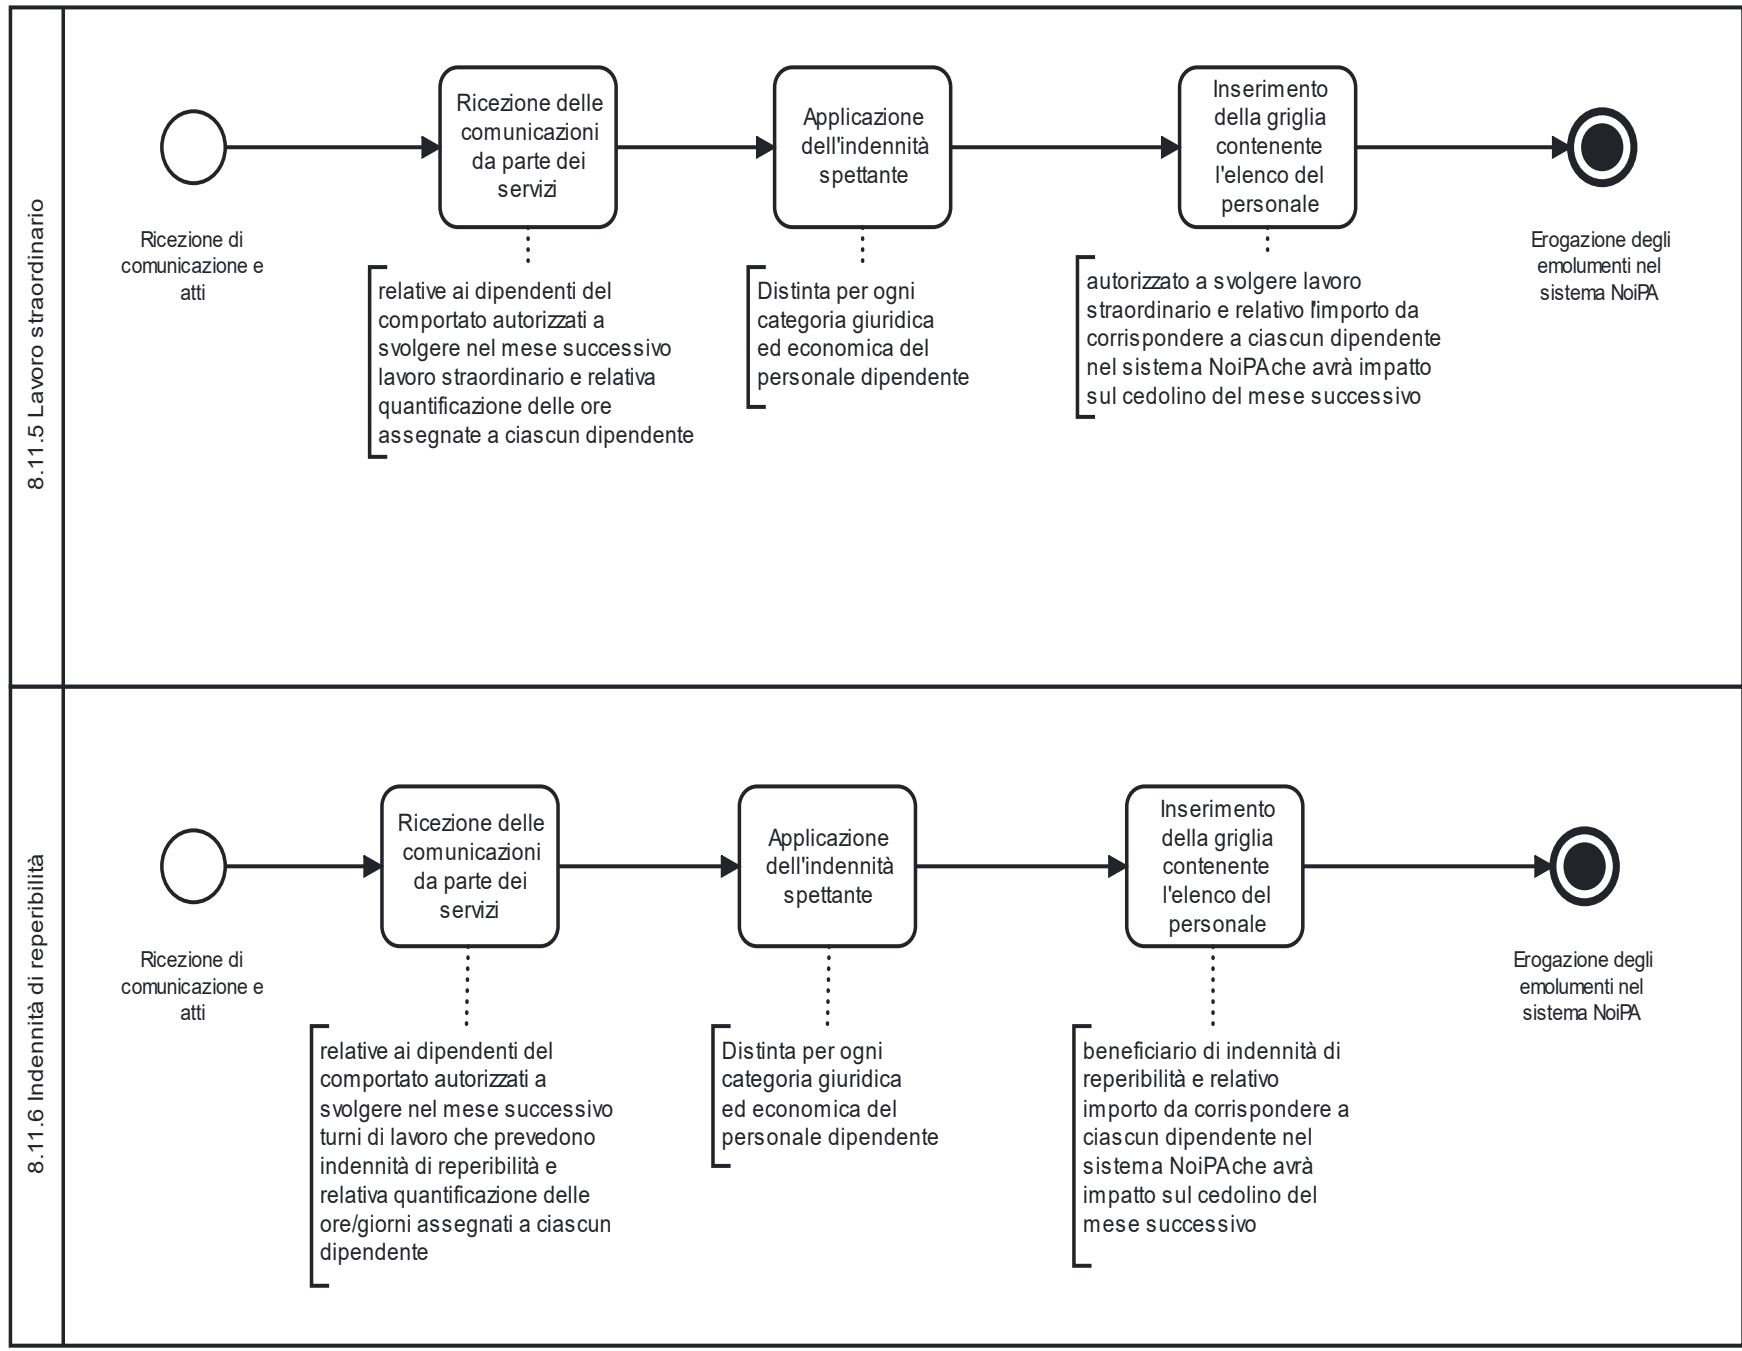 8.11.5 Lavoro straordinario
Ricezione di
comunicazione e
atti
Ricezione delle
comunicazioni
da parte dei
servizi
relative ai dipendenti del
comportato autorizzati a
svolgere nel mese successivo
lavoro straordinario e relativa
quantificazione delle ore
assegnate a ciascun dipendente
Applicazione
dell'indennità
spettante
Distinta per ogni
categoria giuridica
ed economica del
personale dipendente
Inserimento
della griglia
contenente
l'elenco del
personale
autorizzato a svolgere lavoro
straordinario e relativo l'importo da
corrispondere a ciascun dipendente
nel sistema NoiPAche avrà impatto
sul cedolino del mese successivo
Erogazione degli
emolumenti nel
sistema NoiPA
8.11.6 Indennità di reperibilità
Ricezione di
comunicazione e
atti
Ricezione delle
comunicazioni
da parte dei
servizi
relative ai dipendenti del
comportato autorizzati a
svolgere nel mese successivo
turni di lavoro che prevedono
indennità di reperibilità e
relativa quantificazione delle
ore/giorni assegnati a ciascun
dipendente
Applicazione
dell'indennità
spettante
Distinta per ogni
categoria giuridica
ed economica del
personale dipendente
Inserimento
della griglia
contenente
l'elenco del
personale
beneficiario di indennità di
reperibilità e relativo
importo da corrispondere a
ciascun dipendente nel
sistema NoiPAche avrà
impatto sul cedolino del
mese successivo
Erogazione degli
emolumenti nel
sistema NoiPA